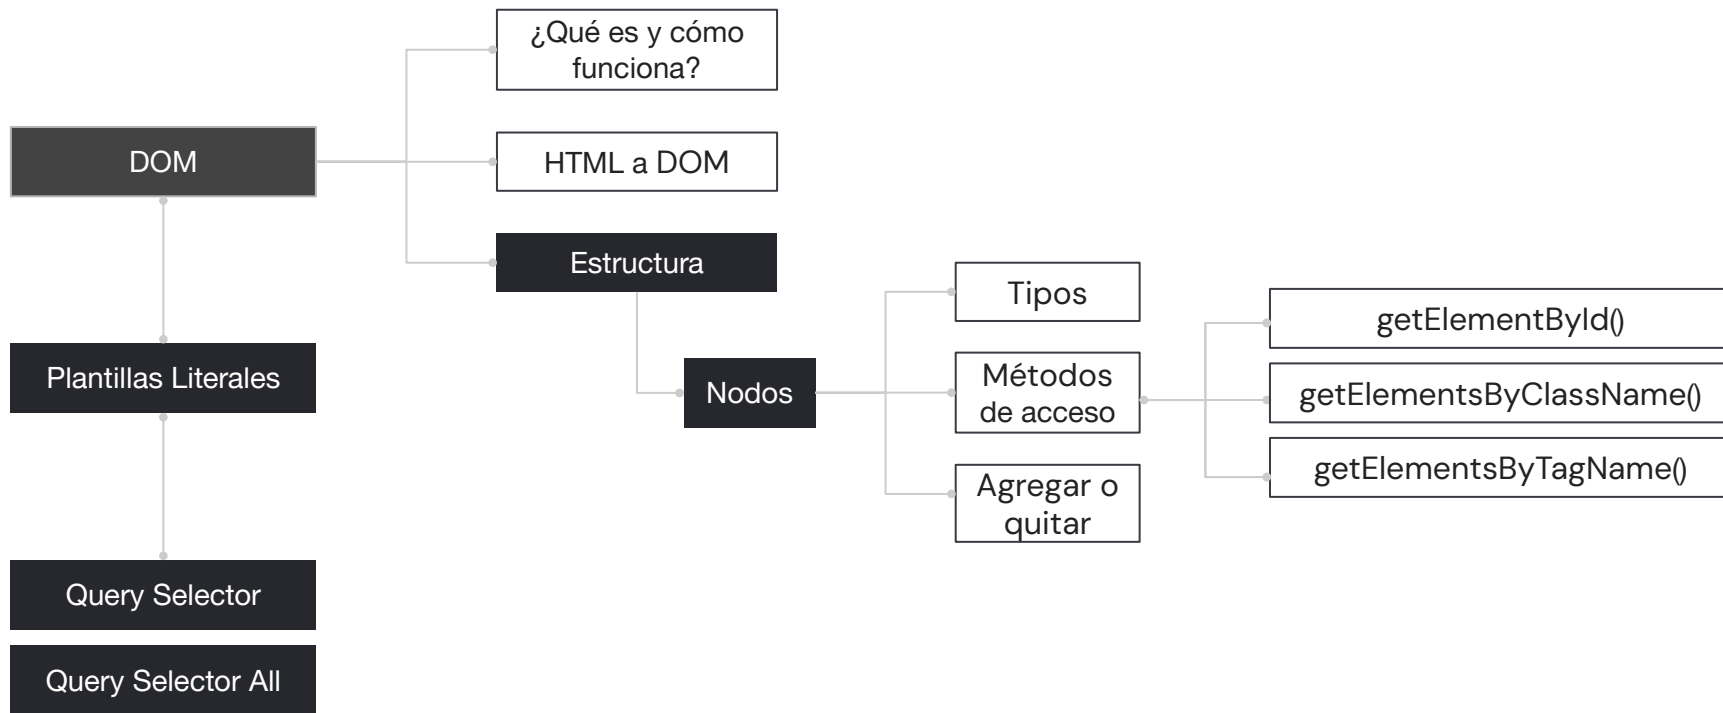 ¿Qué es y cómo
funciona?
DOM
HTML a DOM
Estructura
Tipos
getElementById()
Plantillas Literales
Nodos
Métodos
de acceso
getElementsByClassName()
getElementsByTagName()
Agregar o
quitar
Query Selector
Query Selector All